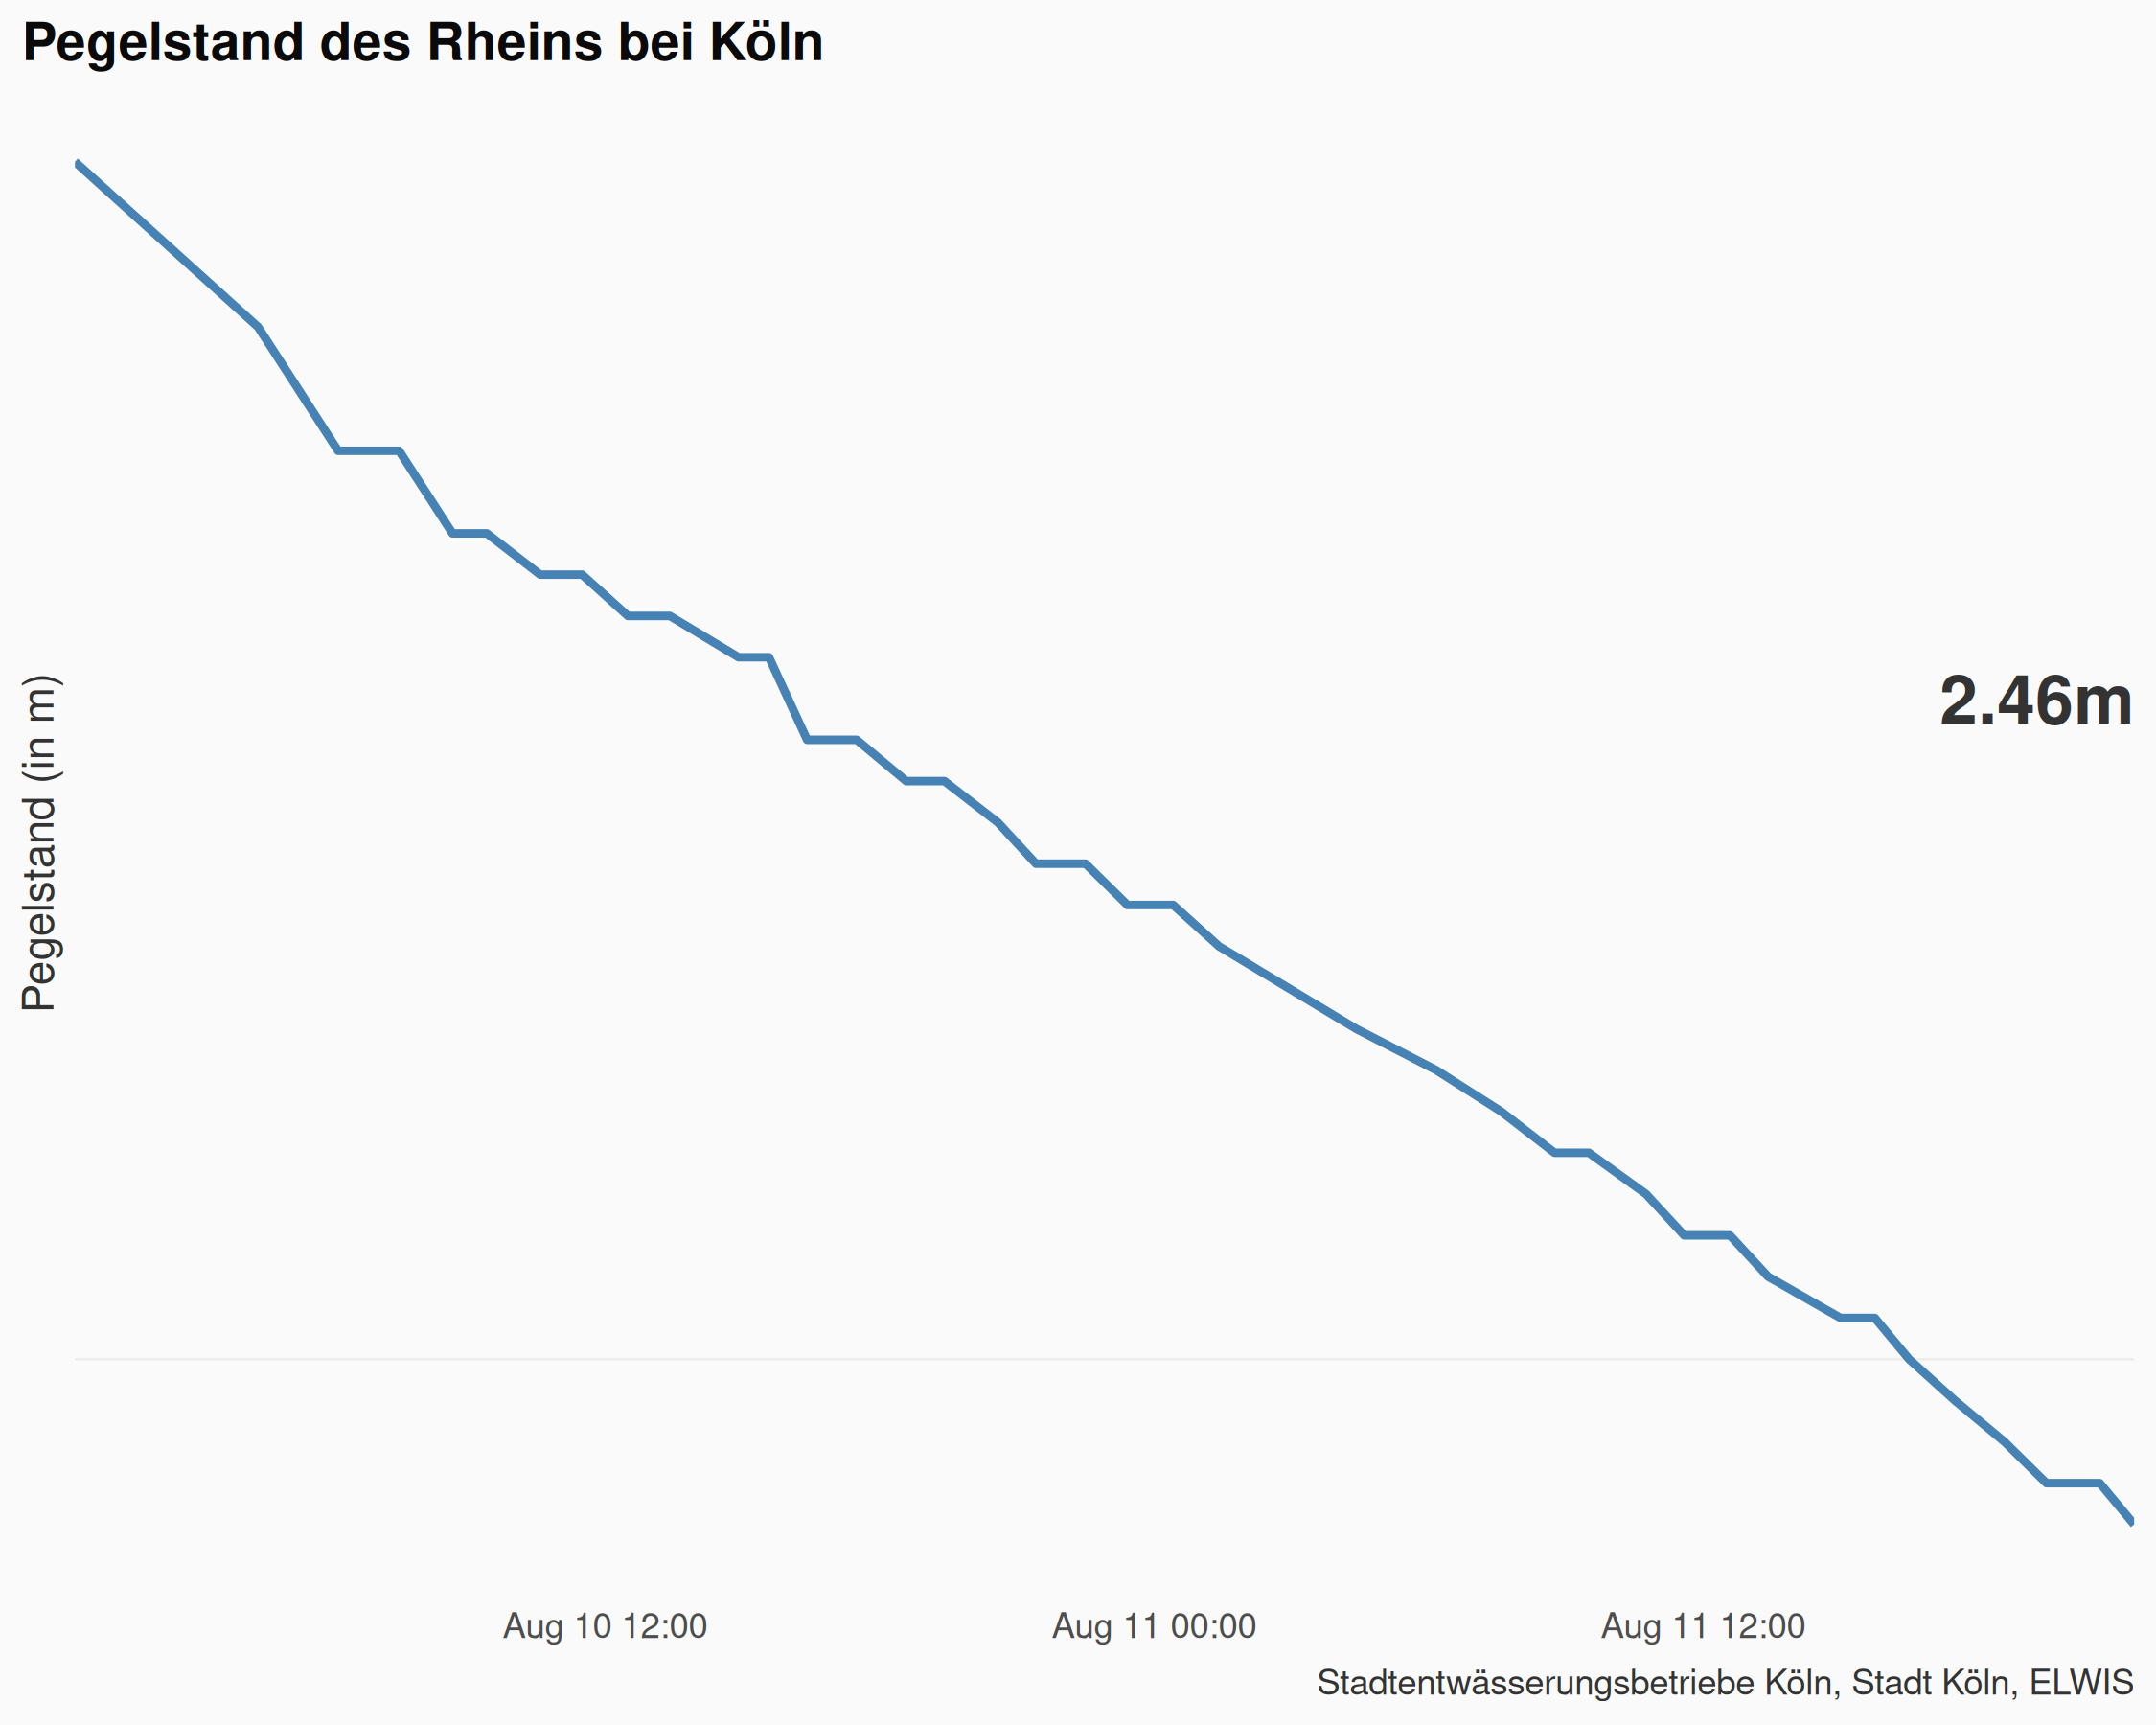 Pegelstand des Rheins bei Köln
Pegelstand (in m)
2.46m
Aug 10 12:00
Aug 11 00:00
Aug 11 12:00
Stadtentwässerungsbetriebe Köln, Stadt Köln, ELWIS